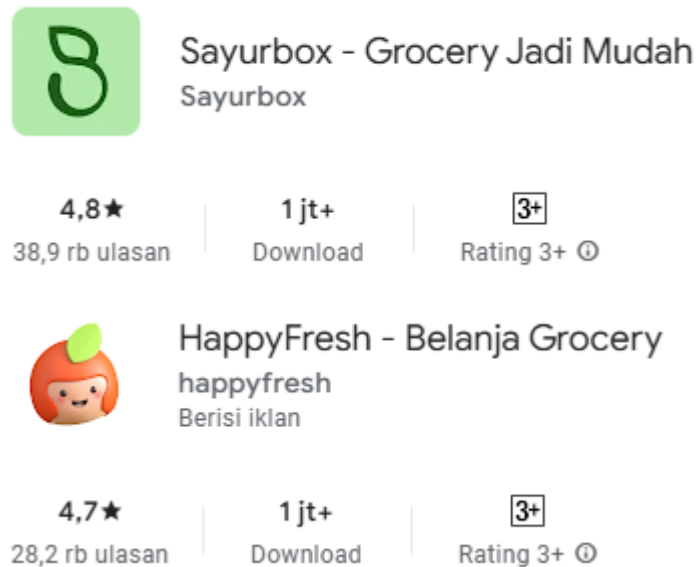 Sayurbox - Grocery Jadi Mudah
Sayurbox
4,8★ 1 jt+ 3+
38,9 rb ulasan Download Rating 3+ ⓘ
HappyFresh - Belanja Grocery
happyfresh
Berisi iklan
4,7★ 1 jt+ 3+
28,2 rb ulasan Download Rating 3+ ⓘ